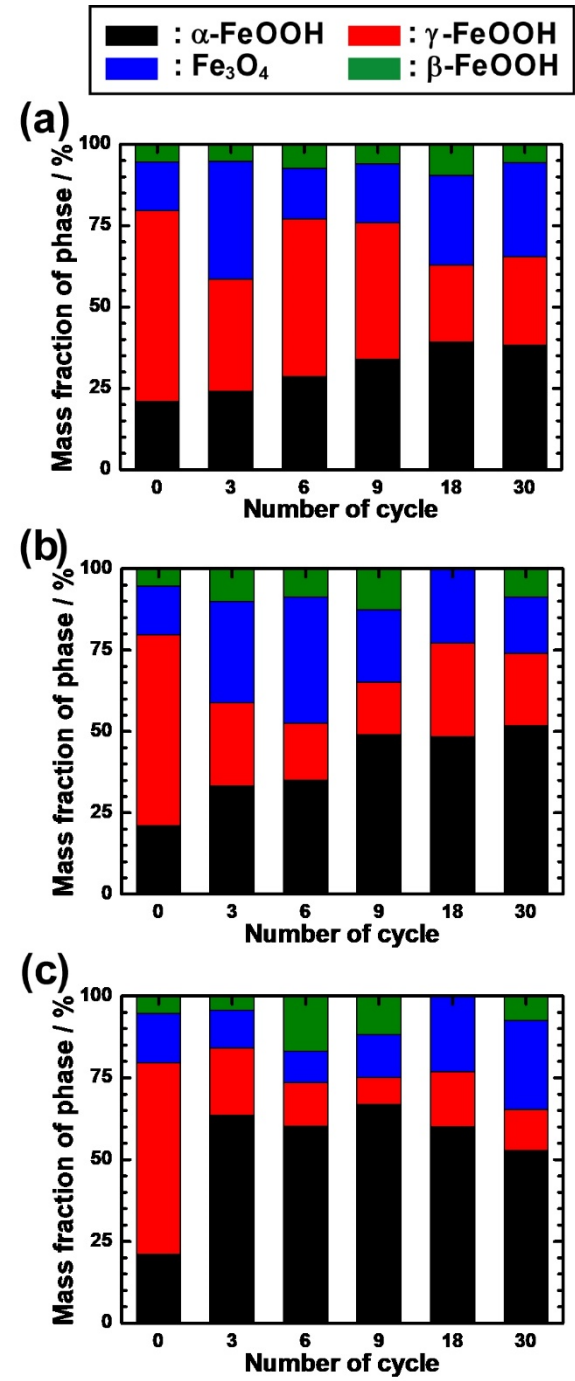 : α-FeOOH : γ-FeOOH
: Fe₃O₄ : β-FeOOH
(a)
Mass fraction of phase / %
100
75
50
25
0
0 3 6 9 18 30
Number of cycle
(b)
Mass fraction of phase / %
100
75
50
25
0
0 3 6 9 18 30
Number of cycle
(c)
Mass fraction of phase / %
100
75
50
25
0
0 3 6 9 18 30
Number of cycle